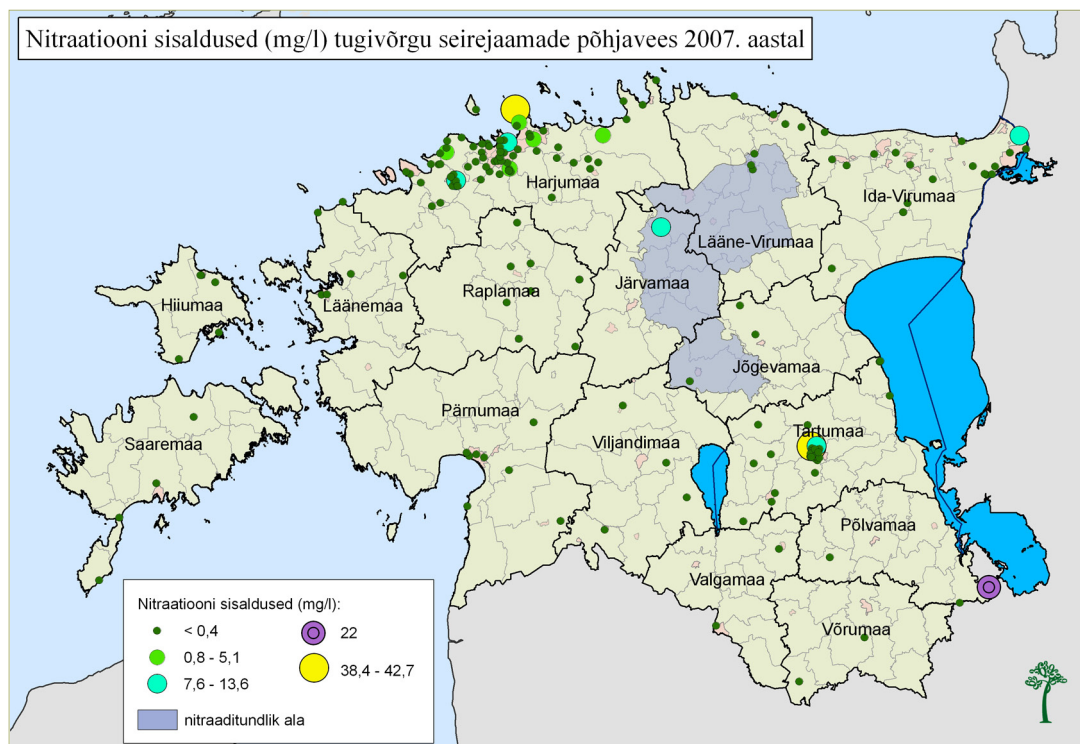 Nitraatiooni sisaldused (mg/l) tugivõrgu seirejaamade põhjavees 2007. aastal
Harjumaa
Ida-Virumaa
Lääne-Virumaa
Hiiumaa
Läänemaa
Raplamaa
Järvamaa
Jõgevamaa
Saaremaa
Pärnumaa
Viljandimaa
Tartumaa
Põlvamaa
Valgamaa
Võrumaa
Nitraatiooni sisaldused (mg/l):
< 0,4
0,8 - 5,1
7,6 - 13,6
22
38,4 - 42,7
nitraaditundlik ala